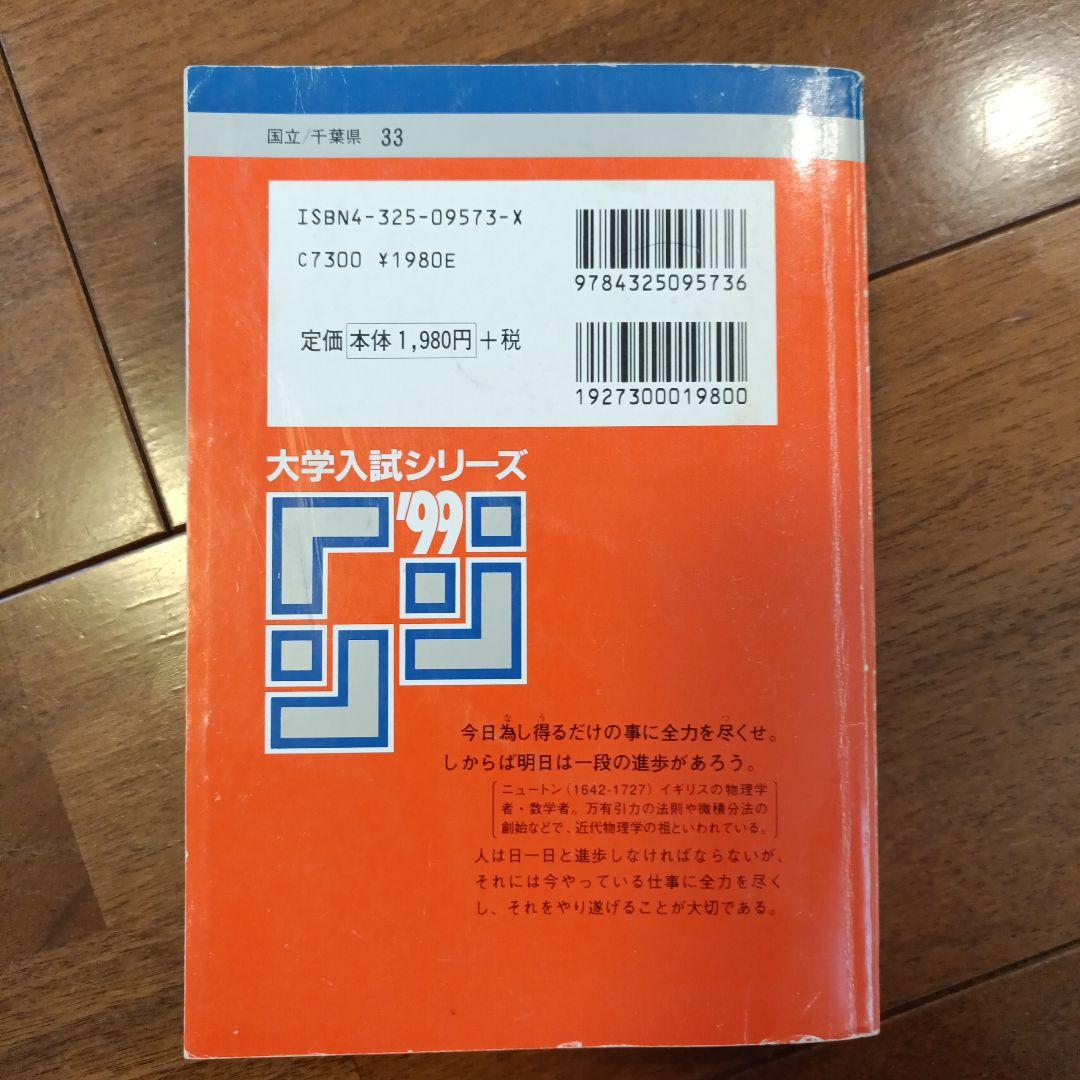 国立/千葉県 33
ISBN4-325-09573-X
C7300 ¥1980E
定価 本体1,980円 +税
9784325095736
1927300019800
大学入試シリーズ
'99
今日為し得るだけの事に全力を尽くせ。
しからば明日は一段の進歩があろう。
ニュートン(1642-1727)イギリスの物理学
者・数学者。万有引力の法則や微積分法の
創始などで、近代物理学の祖といわれている。
人は日一日と進歩しなければならないが、
それには今やっている仕事に全力を尽く
し、それをやり遂げることが大切である。